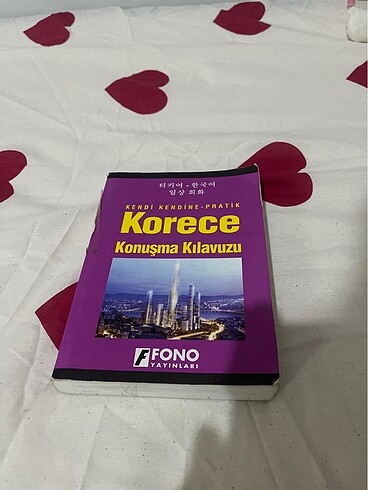 터키어 - 한국어
일상 회화
KENDİ KENDİNE-PRATİK
Korece
Konuşma Kılavuzu
FONO
YAYINLARI